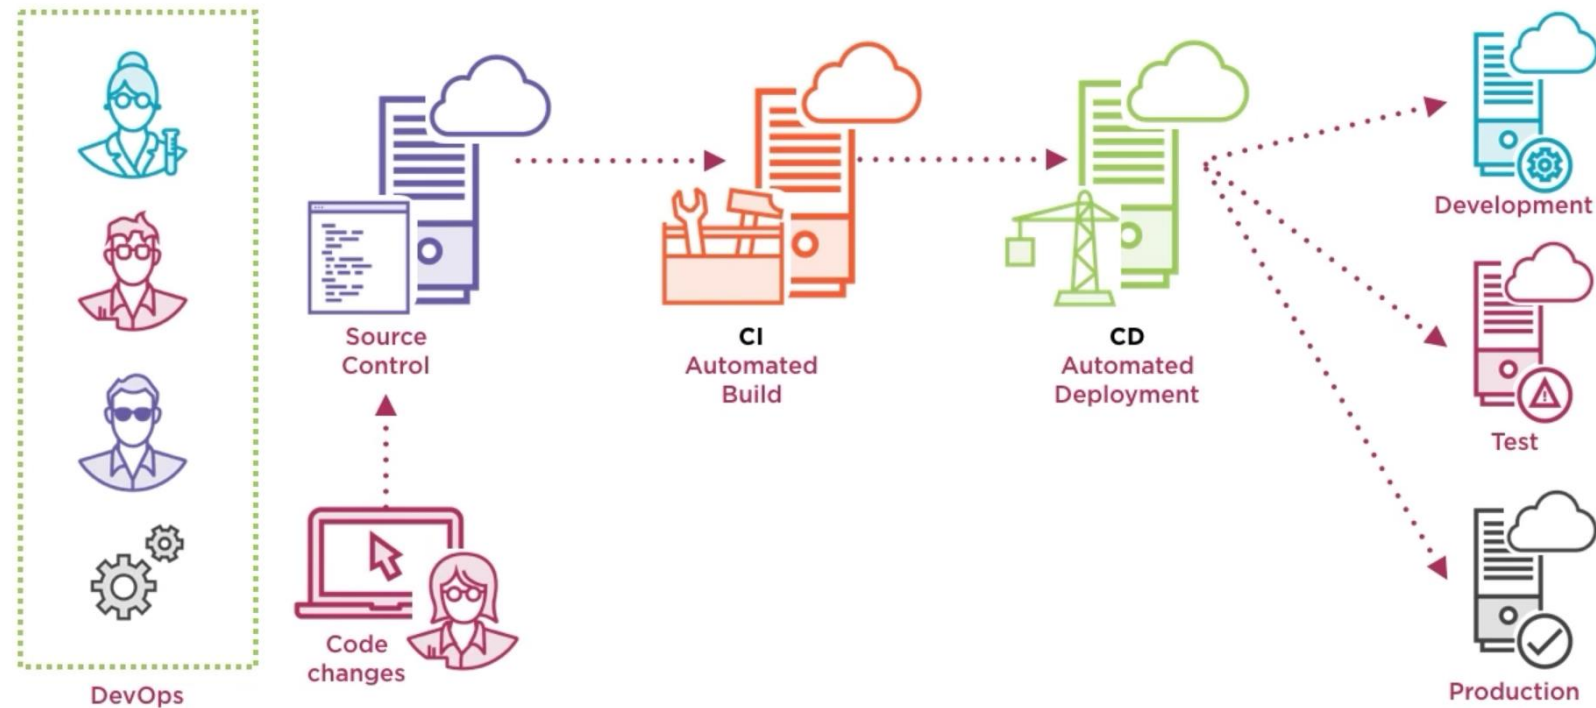 Source
Control
CI
Automated
Build
CD
Automated
Deployment
Development
Test
Production
Code
changes
DevOps